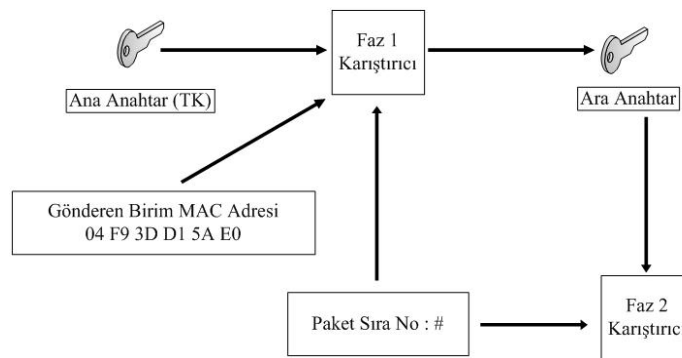 Faz 1
Karıştırıcı
Ana Anahtar (TK)
Ara Anahtar
Gönderen Birim MAC Adresi
04 F9 3D D1 5A E0
Paket Sıra No : #
Faz 2
Karıştırıc